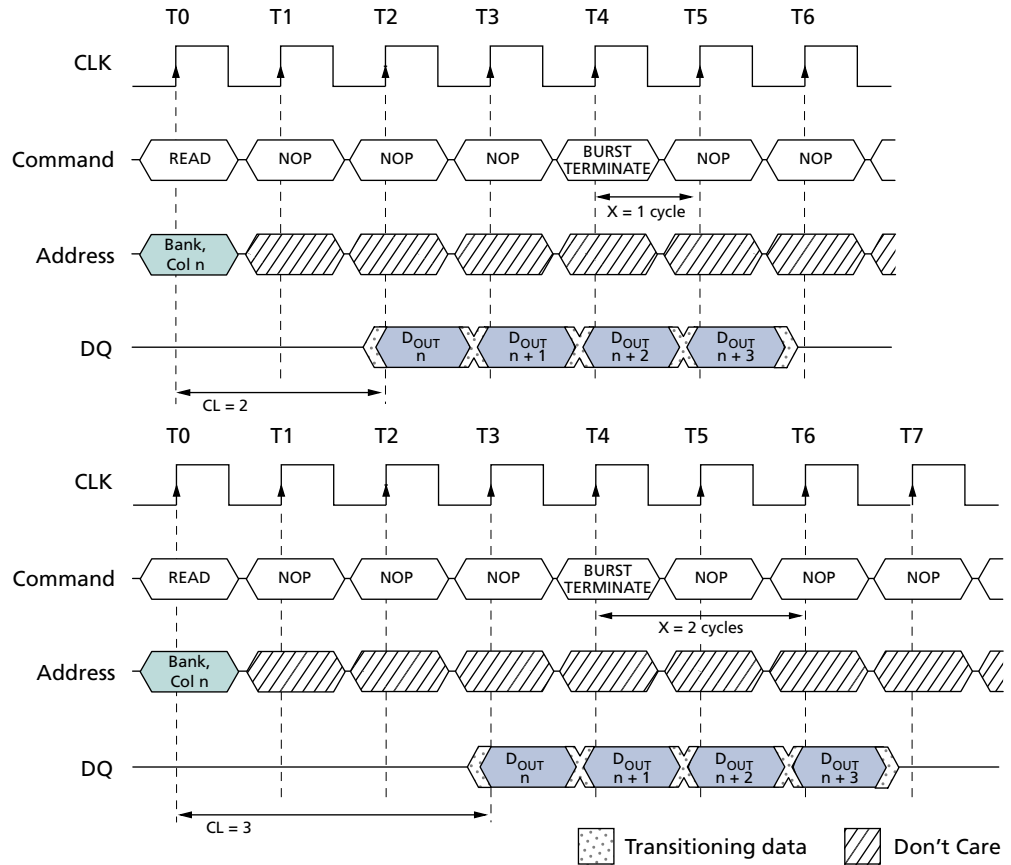 T0 T1 T2 T3 T4 T5 T6
CLK
Command READ NOP NOP NOP BURST TERMINATE NOP NOP
X = 1 cycle
Address Bank, Col n
DQ DOUT n DOUT n + 1 DOUT n + 2 DOUT n + 3
CL = 2
T0 T1 T2 T3 T4 T5 T6 T7
CLK
Command READ NOP NOP NOP BURST TERMINATE NOP NOP NOP
X = 2 cycles
Address Bank, Col n
DQ DOUT n DOUT n + 1 DOUT n + 2 DOUT n + 3
CL = 3
Transitioning data Don't Care